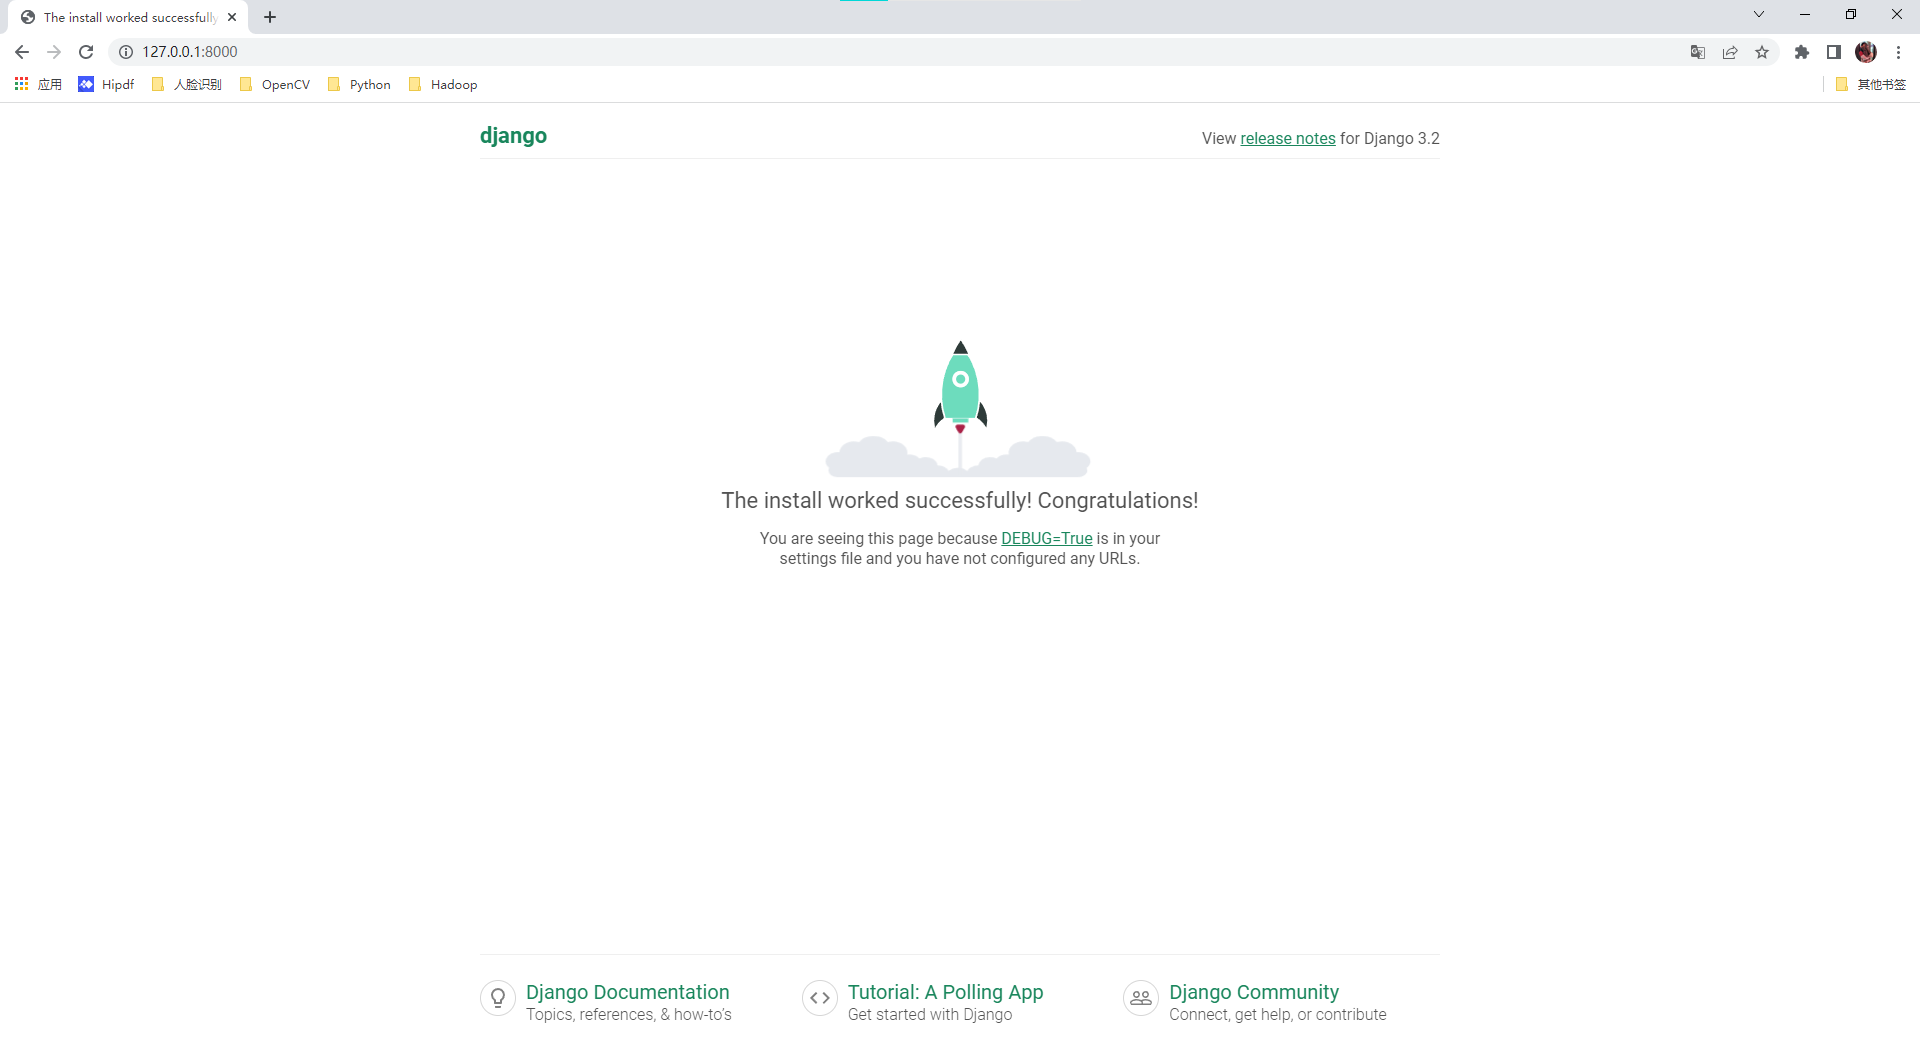 The install worked successfully
127.0.0.1:8000
应用
Hipdf
人脸识别
OpenCV
Python
Hadoop
其他书签
django
View release notes for Django 3.2
The install worked successfully! Congratulations!
You are seeing this page because DEBUG=True is in your
settings file and you have not configured any URLs.
Django Documentation
Topics, references, & how-to’s
Tutorial: A Polling App
Get started with Django
Django Community
Connect, get help, or contribute